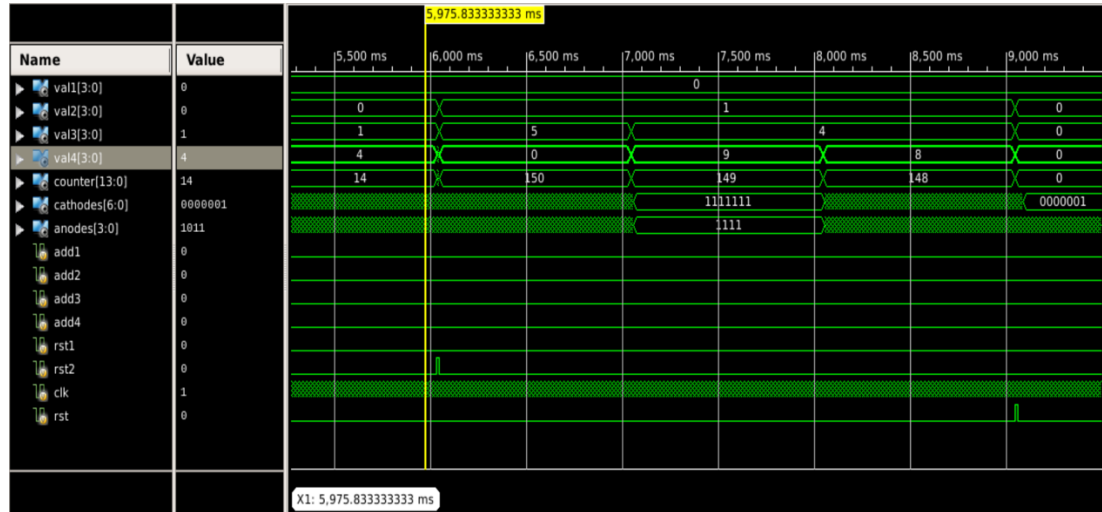 5,975.833333333 ms
Name Value
5,500 ms 6,000 ms 6,500 ms 7,000 ms 7,500 ms 8,000 ms 8,500 ms 9,000 ms
val1[3:0] 0 0
val2[3:0] 0 0 1 0
val3[3:0] 1 1 5 4 0
val4[3:0] 4 4 0 9 8 0
counter[13:0] 14 14 150 149 148 0
cathodes[6:0] 0000001 1111111 0000001
anodes[3:0] 1011 1111
add1 0
add2 0
add3 0
add4 0
rst1 0
rst2 0
clk 1
rst 0
X1: 5,975.833333333 ms